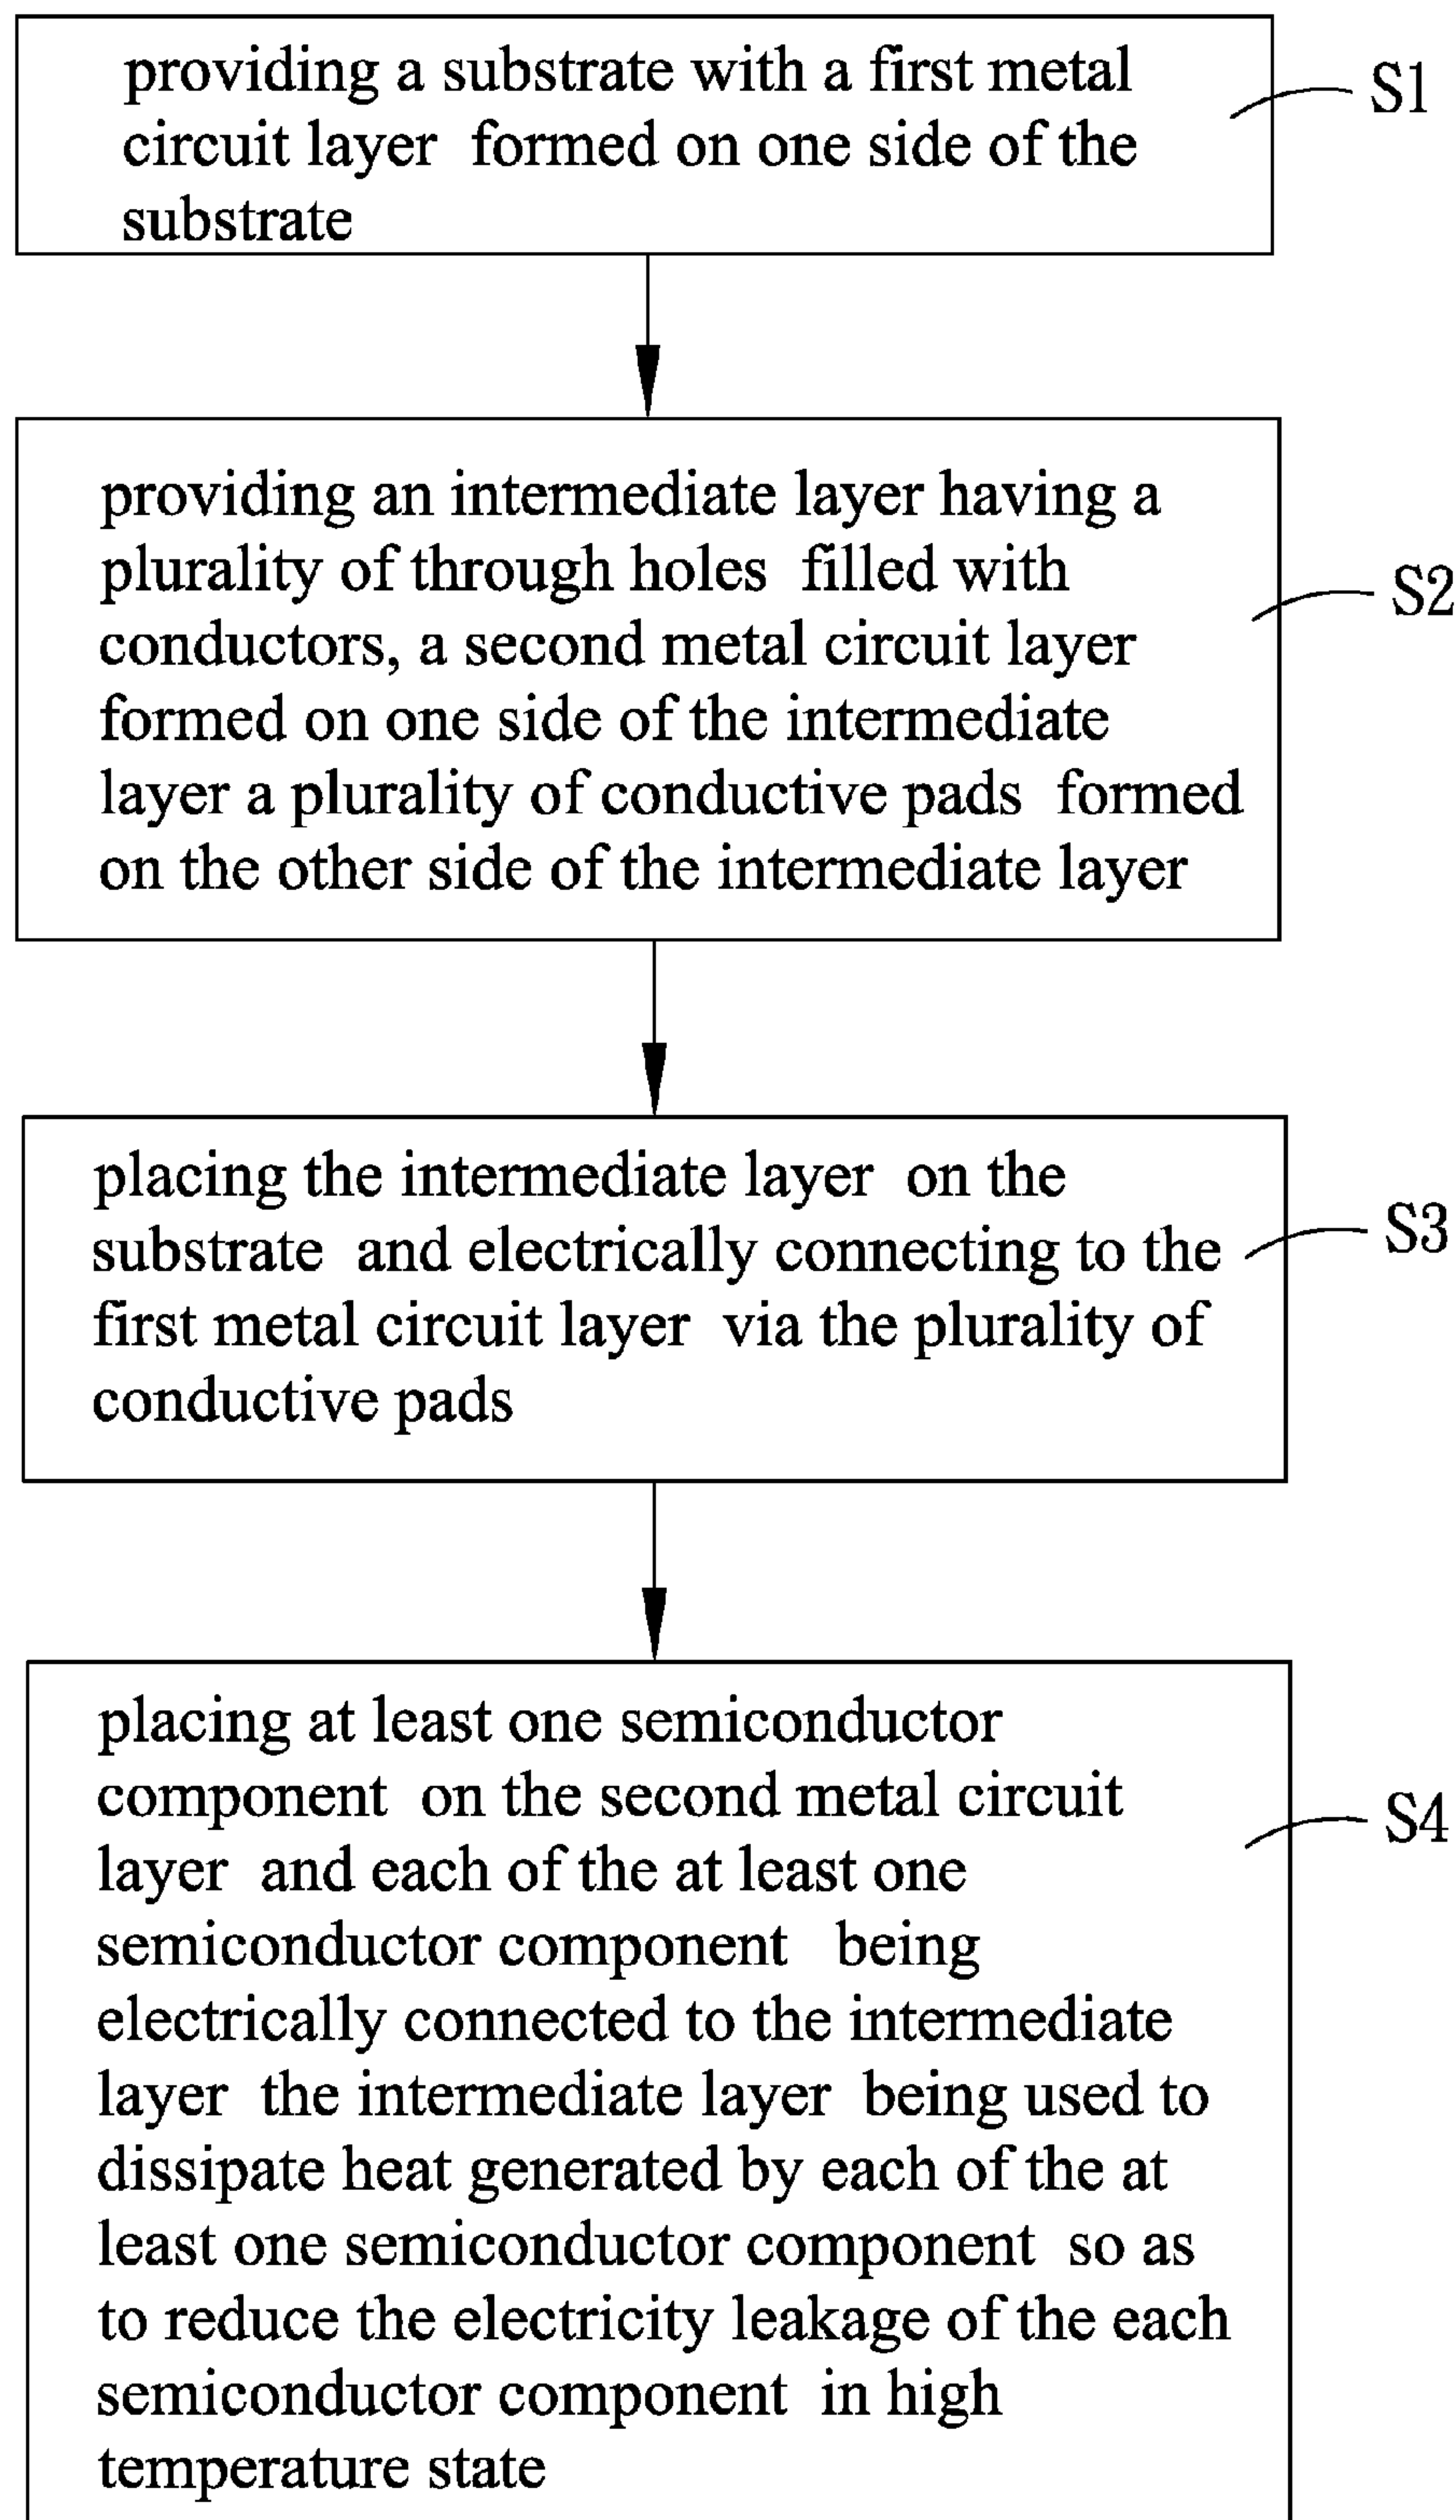 providing a substrate with a first metal
circuit layer formed on one side of the
substrate
S1
providing an intermediate layer having a
plurality of through holes filled with
conductors, a second metal circuit layer
formed on one side of the intermediate
layer a plurality of conductive pads formed
on the other side of the intermediate layer
S2
placing the intermediate layer on the
substrate and electrically connecting to the
first metal circuit layer via the plurality of
conductive pads
S3
placing at least one semiconductor
component on the second metal circuit
layer and each of the at least one
semiconductor component being
electrically connected to the intermediate
layer the intermediate layer being used to
dissipate heat generated by each of the at
least one semiconductor component so as
to reduce the electricity leakage of the each
semiconductor component in high
temperature state
S4